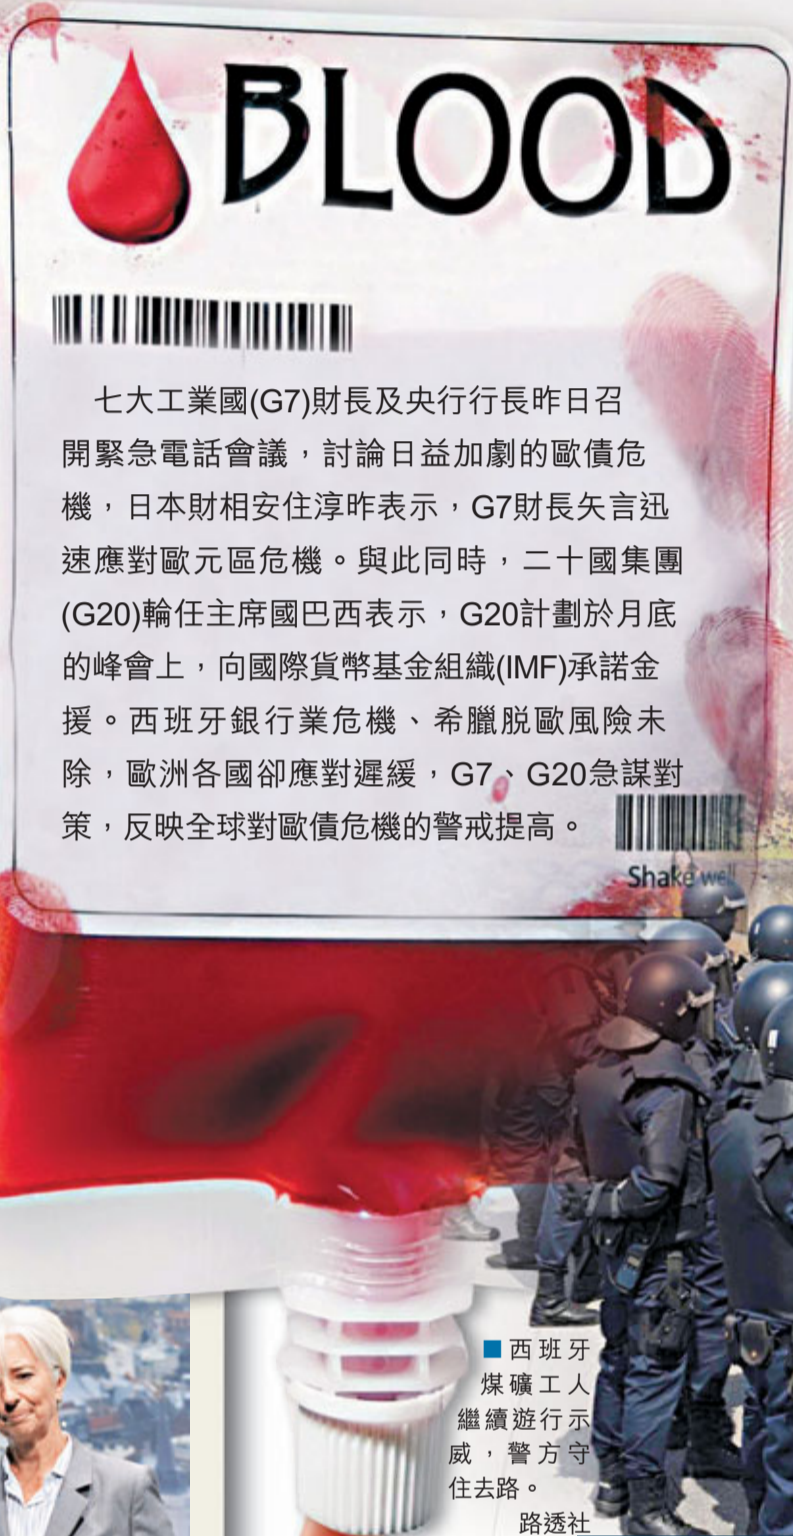 BLOOD
七大工業國(G7)財長及央行行長昨日召
開緊急電話會議，討論日益加劇的歐債危
機，日本財相安住淳昨表示，G7財長矢言迅
速應對歐元區危機。與此同時，二十國集團
(G20)輪任主席國巴西表示，G20計劃於月底
的峰會上，向國際貨幣基金組織(IMF)承諾金
援。西班牙銀行業危機、希臘脱歐風險未
除，歐洲各國卻應對遲緩，G7、G20急謀對
策，反映全球對歐債危機的警戒提高。
Shake well
■西班牙
煤礦工人
繼續遊行示
威，警方守
住去路。
路透社